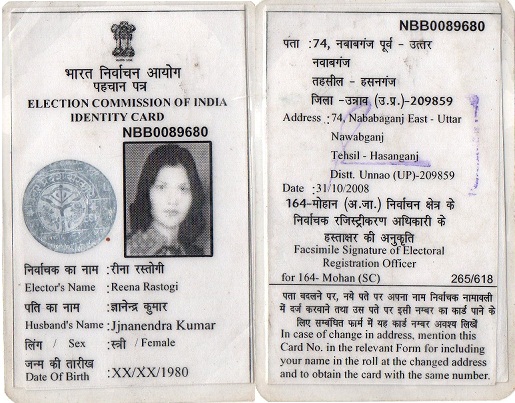 भारत निर्वाचन आयोग
पहचान पत्र
ELECTION COMMISSION OF INDIA
IDENTITY CARD
NBB0089680
निर्वाचक का नाम : रीना रस्तोगी
Elector's Name : Reena Rastogi
पति का नाम : ज्ञानेन्द्र कुमार
Husband's Name : Jjnanendra Kumar
लिंग / Sex : स्त्री / Female
जन्म की तारीख
Date Of Birth : XX/XX/1980
NBB0089680
पता : 74, नबाबगंज पूर्व - उत्तर
नवाबगंज
तहसील - हसनगंज
जिला -उन्नाव (उ.प्र.)-209859
Address : 74, Nababaganj East - Uttar
Nawabganj
Tehsil - Hasanganj
Distt. Unnao (UP)-209859
Date : 31/10/2008
164-मोहान (अ.जा.) निर्वाचन क्षेत्र के
निर्वाचक रजिस्ट्रीकरण अधिकारी के
हस्ताक्षर की अनुकृति
Facsimile Signature of Electoral
Registration Officer
for 164- Mohan (SC) 265/618
पता बदलने पर, नये पते पर अपना नाम निर्वाचक नामावली
में दर्ज करवाने तथा उस पते पर इसी नम्बर का कार्ड पाने के
लिए सम्बंधित फार्म में यह कार्ड नम्बर अवश्य लिखें
In case of change in address, mention this
Card No. in the relevant Form for including
your name in the roll at the changed address
and to obtain the card with the same number.